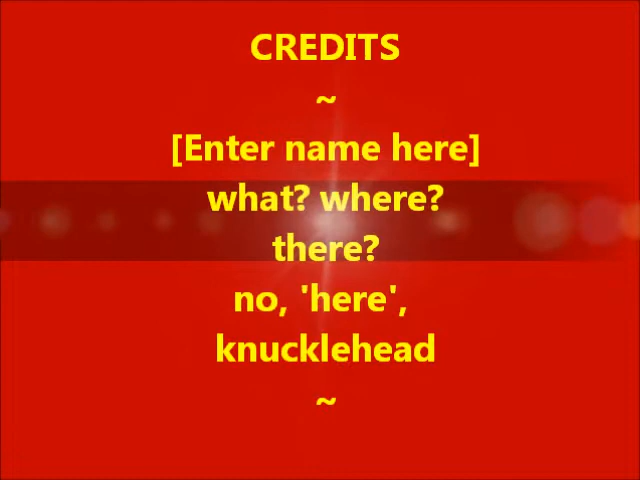 CREDITS
~
[Enter name here]
what? where?
there?
no, 'here',
knucklehead
~